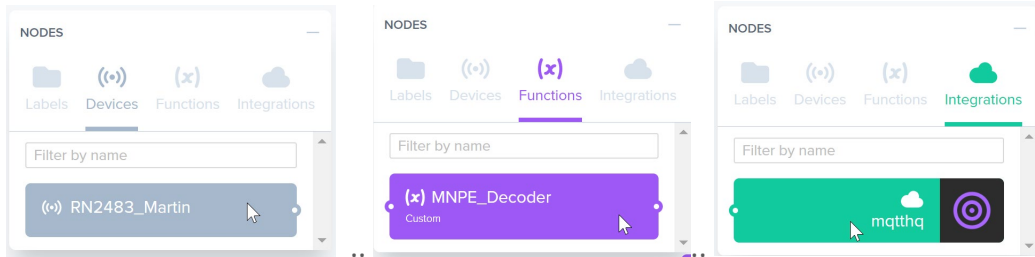 NODES
Labels Devices Functions Integrations
Filter by name
RN2483_Martin
NODES
(x)
Labels Devices Functions Integrations
Filter by name
(x) MNPE_Decoder
Custom
NODES
(x)
Labels Devices Functions Integrations
Filter by name
mqtthq